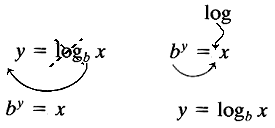 y = log_b x
b^y = x
log
b^y = x
y = log_b x